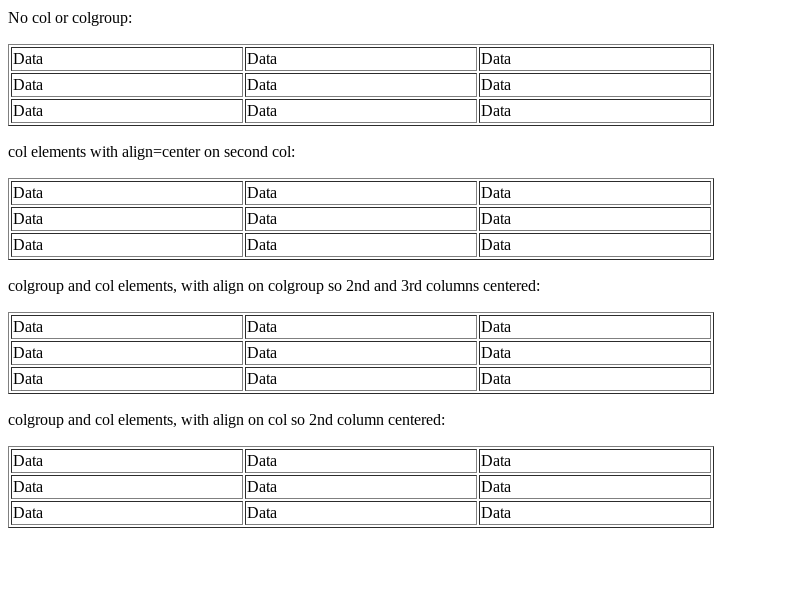 No col or colgroup:
Data Data Data
Data Data Data
Data Data Data
col elements with align=center on second col:
Data Data Data
Data Data Data
Data Data Data
colgroup and col elements, with align on colgroup so 2nd and 3rd columns centered:
Data Data Data
Data Data Data
Data Data Data
colgroup and col elements, with align on col so 2nd column centered:
Data Data Data
Data Data Data
Data Data Data